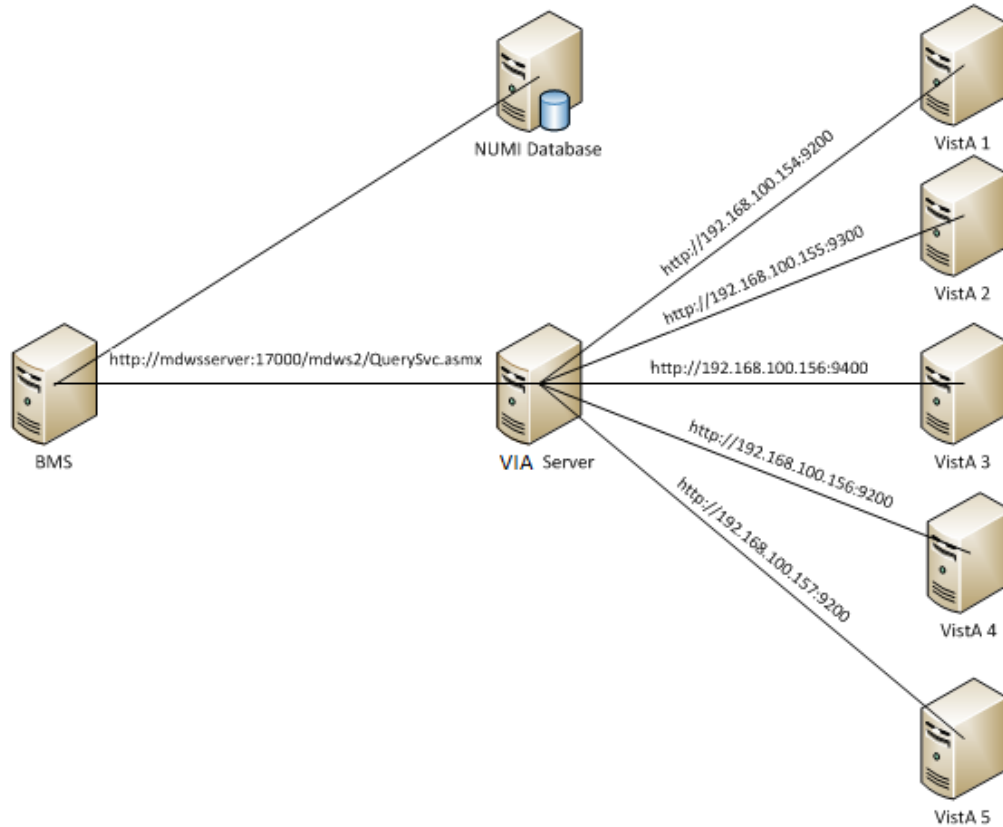 NUMI Database
VistA 1
http://192.168.100.154:9200
VistA 2
http://192.168.100.155:9300
http://mdwsserver:17000/mdws2/QuerySvc.asmx
http://192.168.100.156:9400
BMS
VIA Server
VistA 3
http://192.168.100.156:9200
http://192.168.100.157:9200
VistA 4
VistA 5